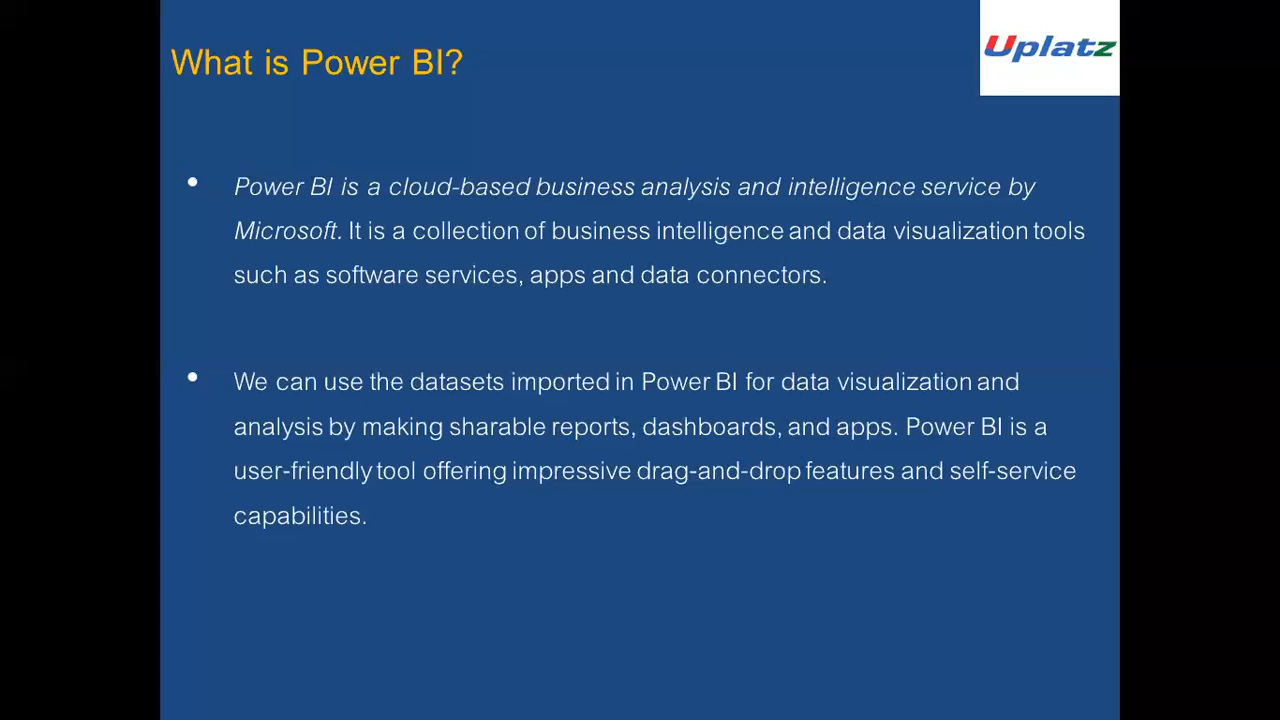 What is Power BI?
Uplatz
• Power BI is a cloud-based business analysis and intelligence service by
Microsoft. It is a collection of business intelligence and data visualization tools
such as software services, apps and data connectors.
• We can use the datasets imported in Power BI for data visualization and
analysis by making sharable reports, dashboards, and apps. Power BI is a
user-friendly tool offering impressive drag-and-drop features and self-service
capabilities.